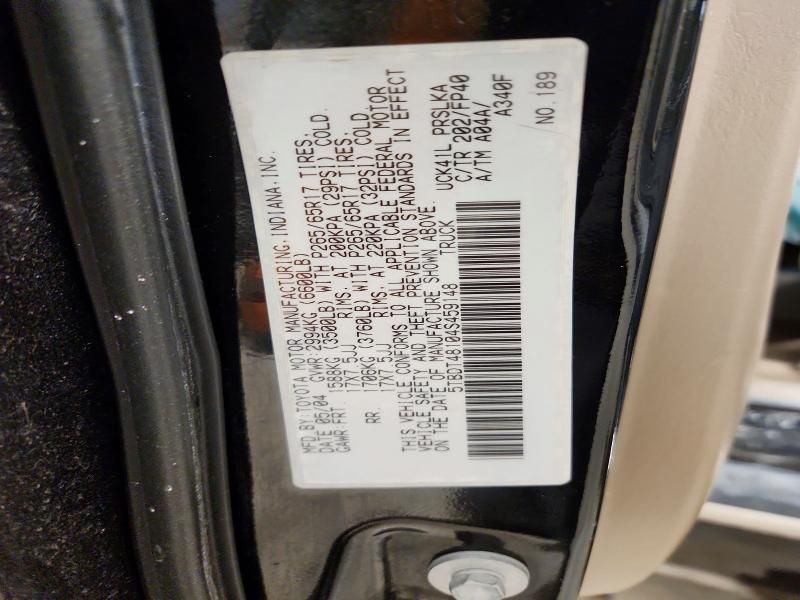 MFD.BY:TOYOTA MOTOR MANUFACTURING,INDIANA,INC.
DATE:05/04 GVWR:2994KG (6600LB)
GAWR:FRT. 1588KG (3500LB) WITH P265/65R17 TIRES,
17X7.5JJ RIMS, AT 200KPA (29PSI) COLD.
RR. 1706KG (3760LB) WITH P265/65R17 TIRES,
17X7.5JJ RIMS, AT 220KPA (32PSI) COLD.
THIS VEHICLE CONFORMS TO ALL APPLICABLE FEDERAL MOTOR
VEHICLE SAFETY AND THEFT PREVENTION STANDARDS IN EFFECT
ON THE DATE OF MANUFACTURE SHOWN ABOVE.
5TBDT48104S459148 TRUCK
UCK41L PRSLKA
C/TR 202/FP40
A/TM A04A/
A340F
NO.189